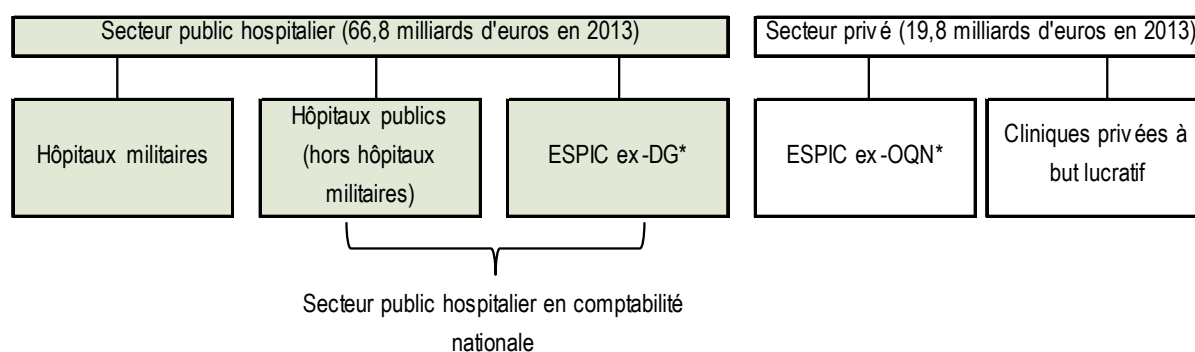 Secteur public hospitalier (66,8 milliards d'euros en 2013)
Secteur privé (19,8 milliards d'euros en 2013)
Hôpitaux militaires
Hôpitaux publics
(hors hôpitaux
militaires)
ESPIC ex-DG*
ESPIC ex-OQN*
Cliniques privées à
but lucratif
Secteur public hospitalier en comptabilité
nationale